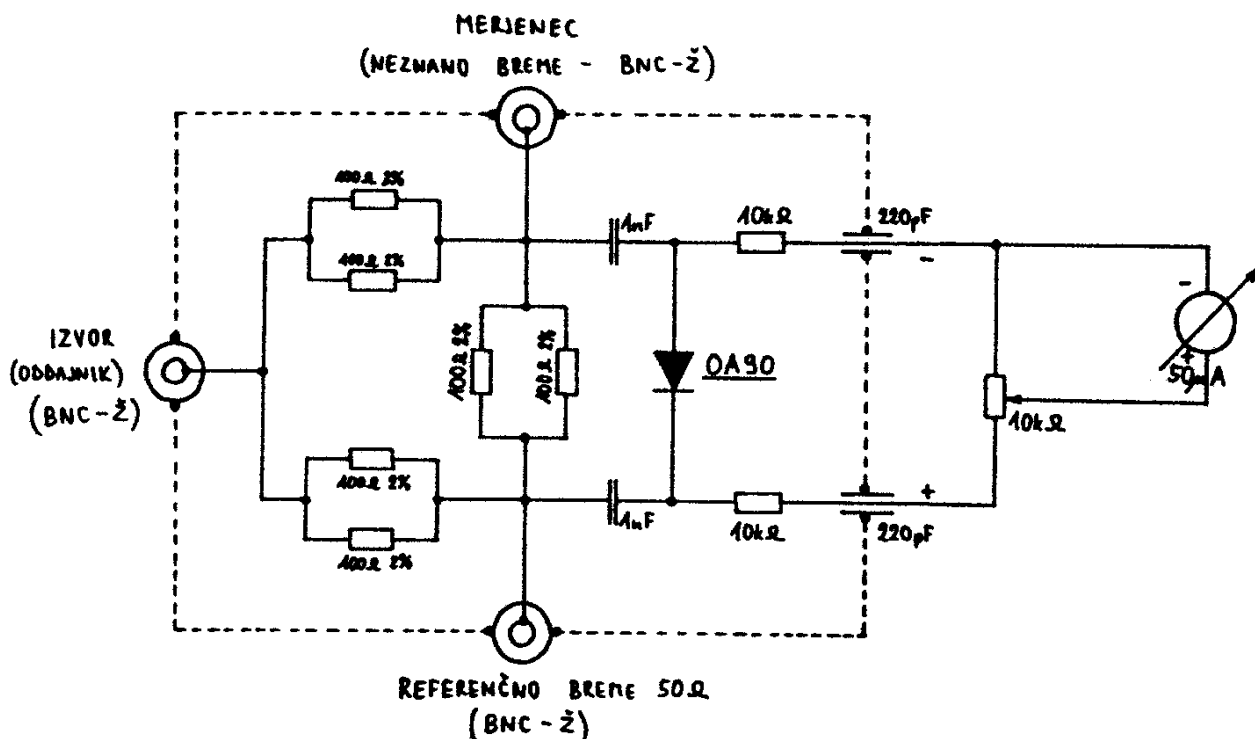 MERJENEC
(NEZNANO BREME - BNC-Ž)
100Ω 2%
100Ω 2%
1nF
10kΩ
220pF
-
-
IZVOR
(ODDAJNIK)
(BNC-Ž)
100Ω 2%
100Ω 2%
OA90
+
50μA
10kΩ
100Ω 2%
100Ω 2%
1nF
10kΩ
+
220pF
REFERENČNO BREME 50Ω
(BNC-Ž)